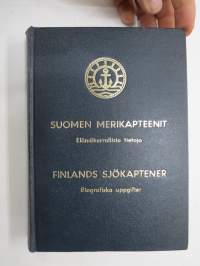 SUOMEN MERIKAPTEENIT
Elämäkerrallisia tietoja
FINLANDS SJÖKAPTENER
Biografiska uppgifter